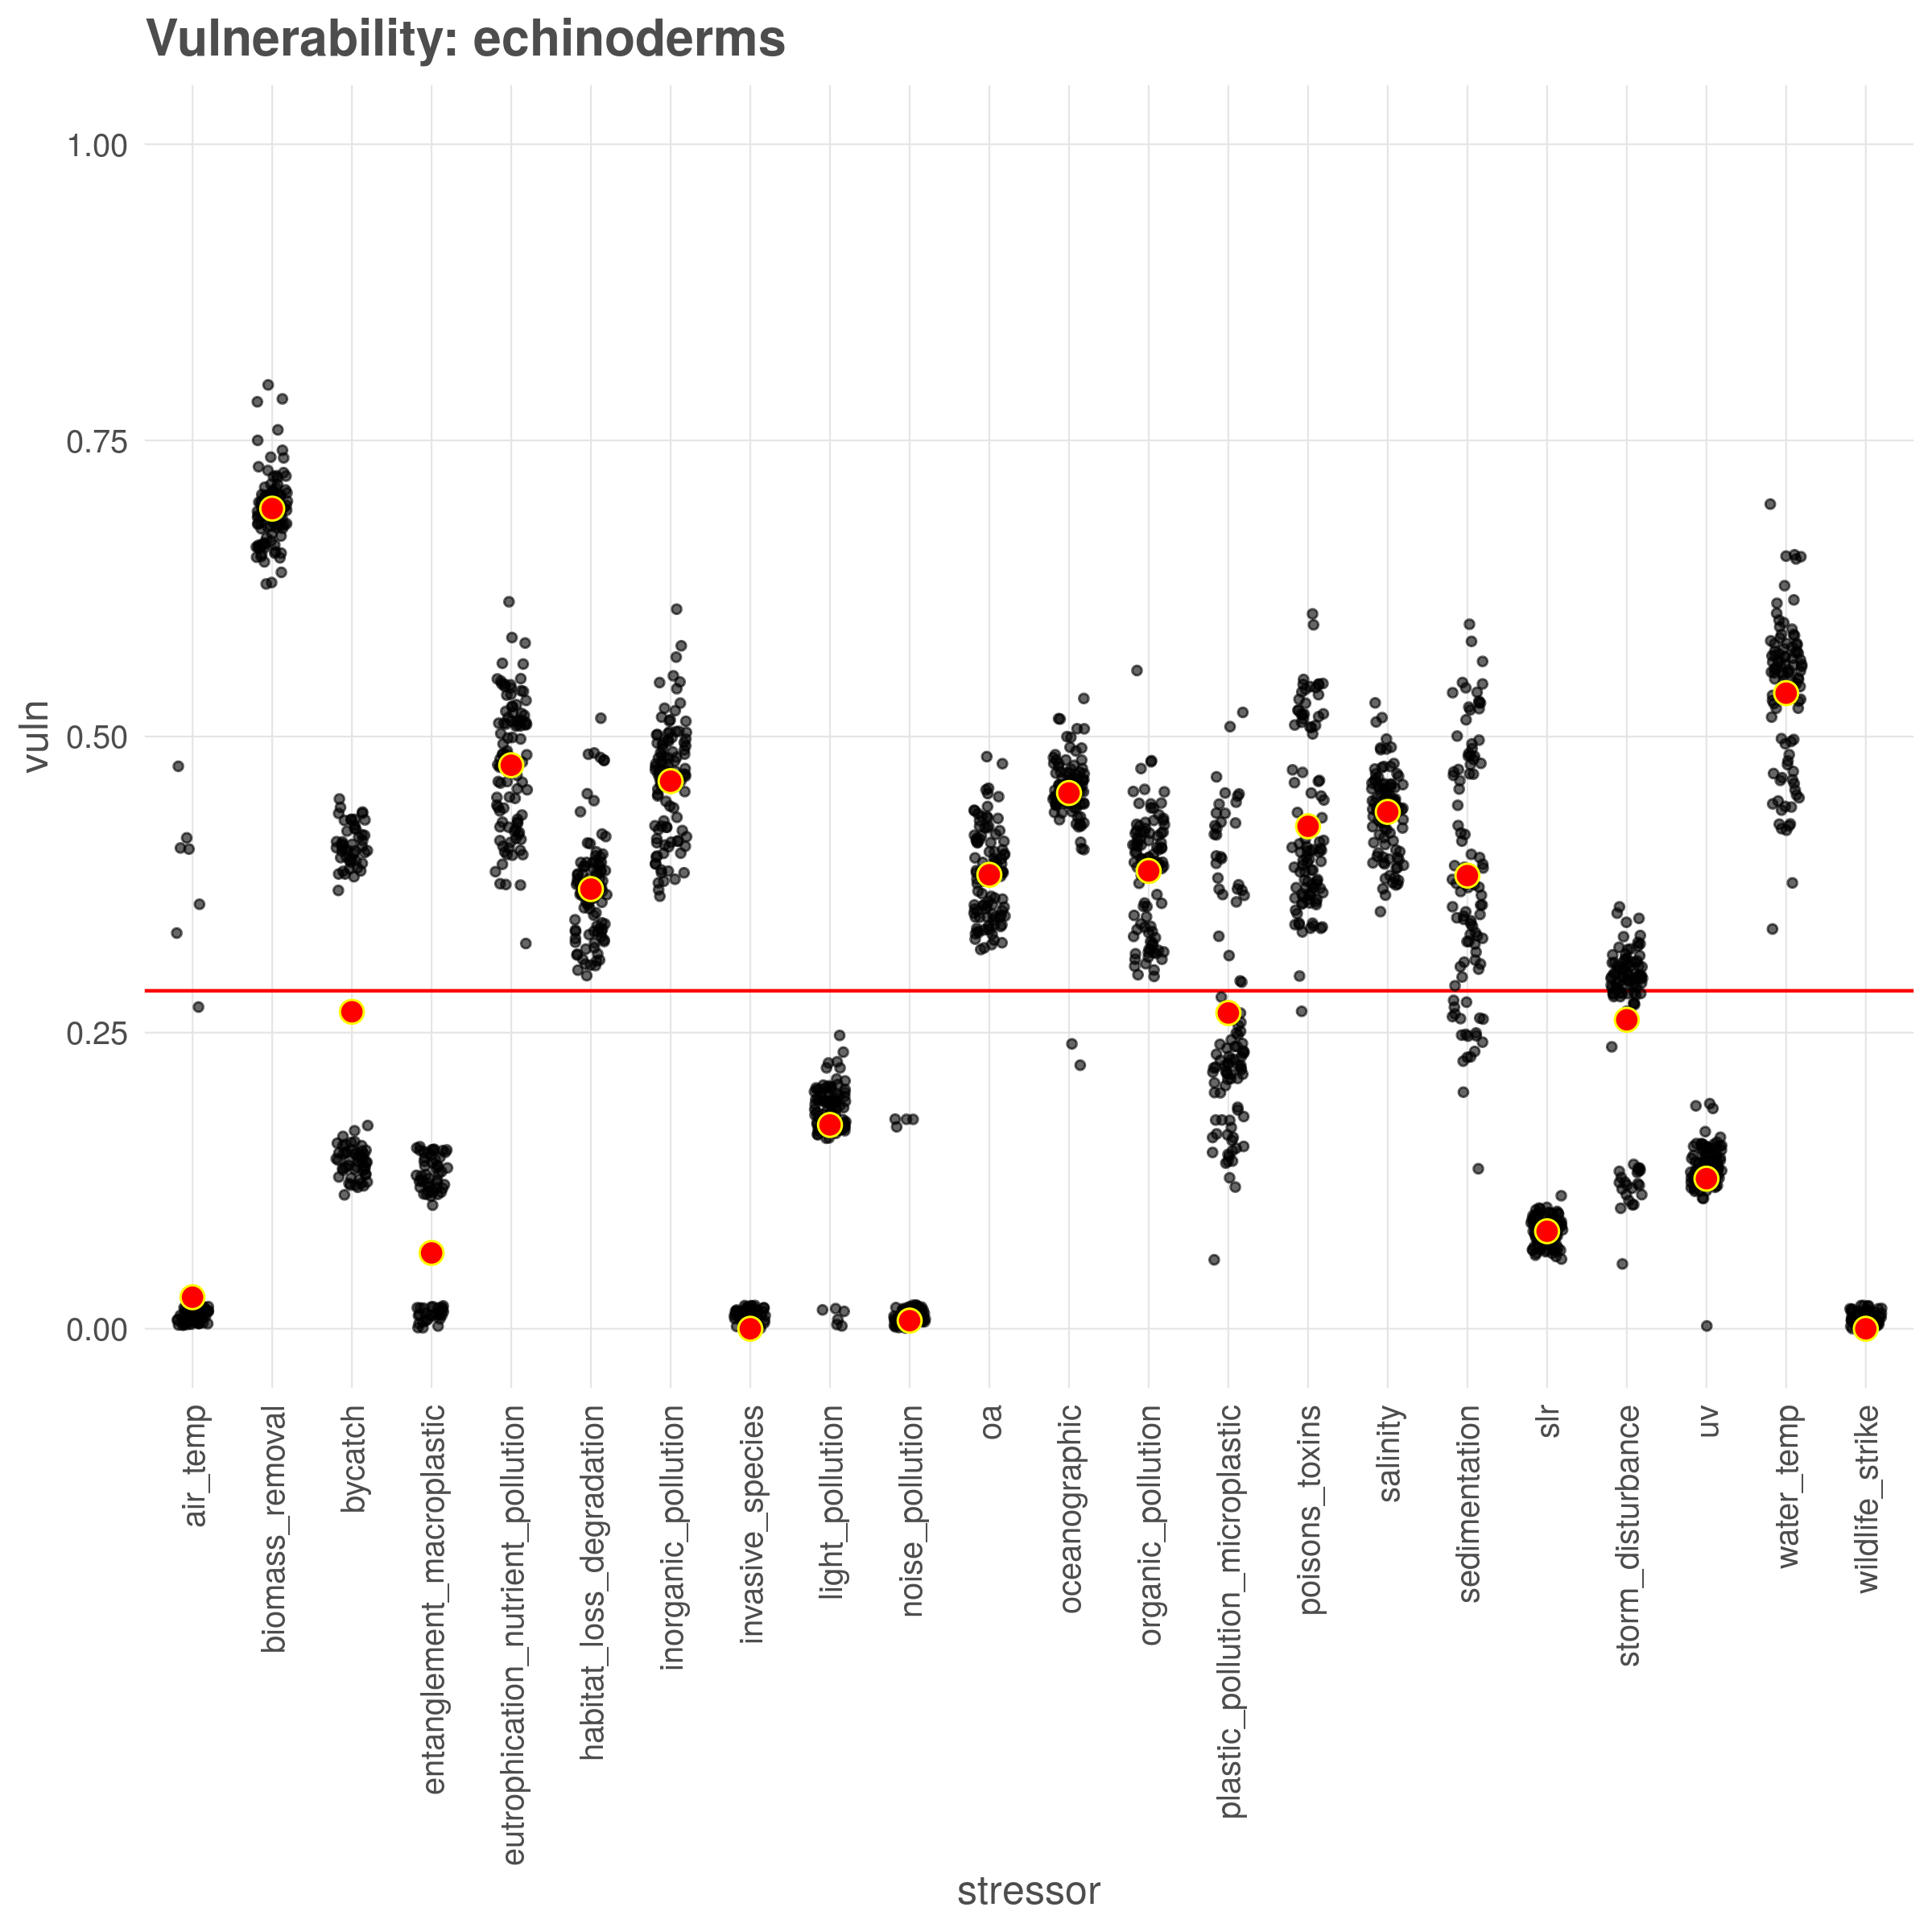 Vulnerability: echinoderms
1.00
0.75
0.50
0.25
0.00
vuln
air_temp
biomass_removal
bycatch
entanglement_macroplastic
eutrophication_nutrient_pollution
habitat_loss_degradation
inorganic_pollution
invasive_species
light_pollution
noise_pollution
oa
oceanographic
organic_pollution
plastic_pollution_microplastic
poisons_toxins
salinity
sedimentation
slr
storm_disturbance
uv
water_temp
wildlife_strike
stressor